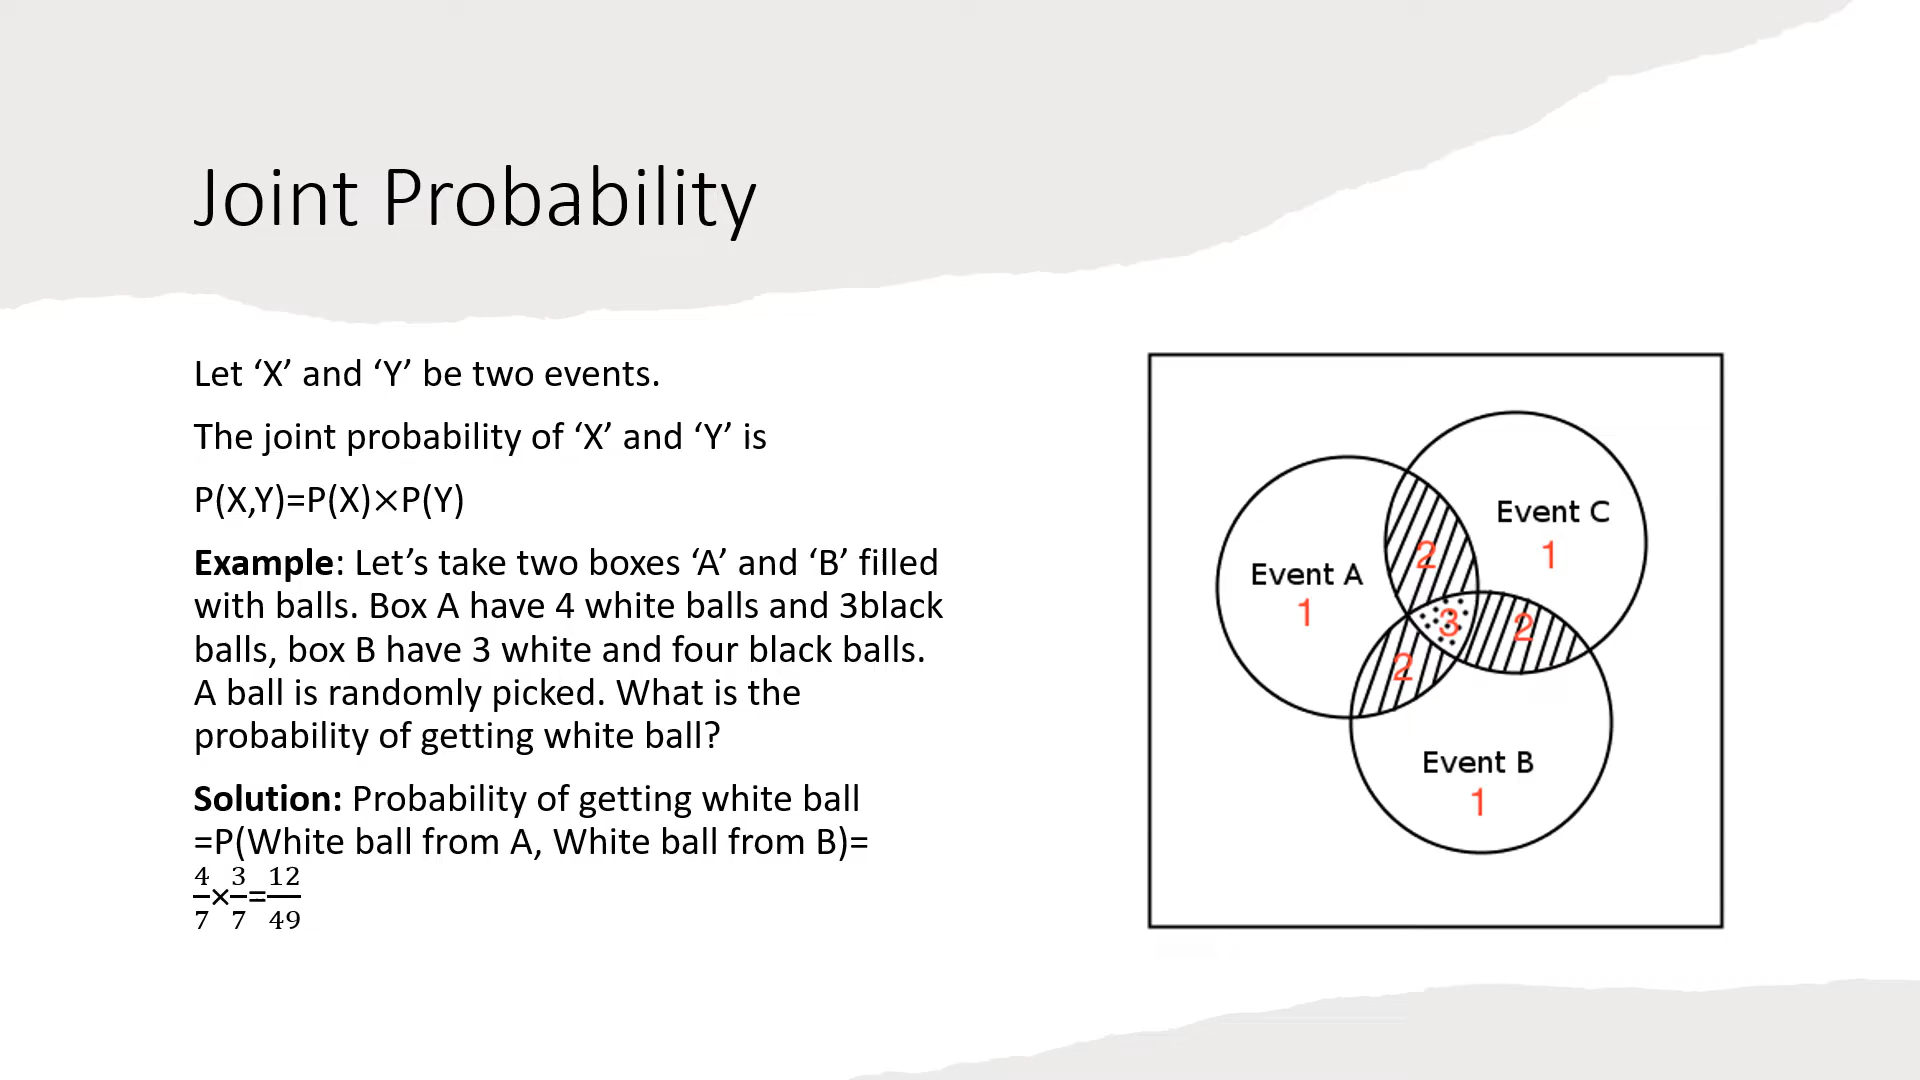 Joint Probability
Let ‘X’ and ‘Y’ be two events.
The joint probability of ‘X’ and ‘Y’ is
P(X,Y)=P(X)×P(Y)
Example: Let’s take two boxes ‘A’ and ‘B’ filled
with balls. Box A have 4 white balls and 3black
balls, box B have 3 white and four black balls.
A ball is randomly picked. What is the
probability of getting white ball?
Solution: Probability of getting white ball
=P(White ball from A, White ball from B)=
4/7×3/7=12/49
Event C
1
2
Event A
1
3
2
2
Event B
1